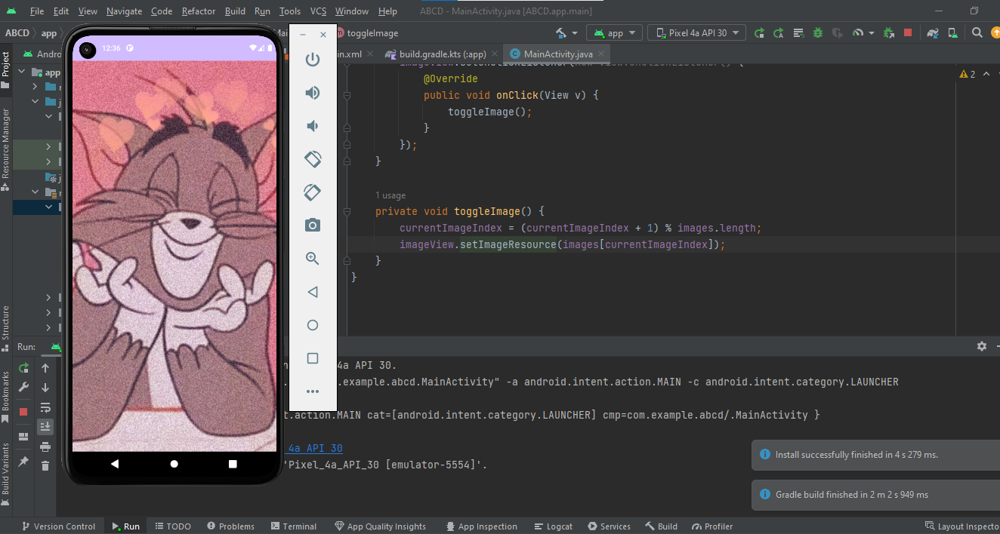 File Edit View Navigate Code Refactor Build Run Tools VCS Window Help ABCD - MainActivity.java [ABCD.app.main]
ABCD app toggleImage app Pixel 4a API 30
Andro in.xml build.gradle.kts (:app) MainActivity.java
Project
Resource Manager
Structure
Bookmarks
Build Variants
app
12:36
@Override
public void onClick(View v) {
toggleImage();
}
});
}
1 usage
private void toggleImage() {
currentImageIndex = (currentImageIndex + 1) % images.length;
imageView.setImageResource(images[currentImageIndex]);
}
}
2
Run:
4a API 30.
.example.abcd.MainActivity" -a android.intent.action.MAIN -c android.intent.category.LAUNCHER
t.action.MAIN cat=[android.intent.category.LAUNCHER] cmp=com.example.abcd/.MainActivity }
4a API 30
'Pixel_4a_API_30 [emulator-5554]'.
Install successfully finished in 4 s 279 ms.
Gradle build finished in 2 m 2 s 949 ms
Version Control Run TODO Problems Terminal App Quality Insights App Inspection Logcat Services Build Profiler Layout Inspecto